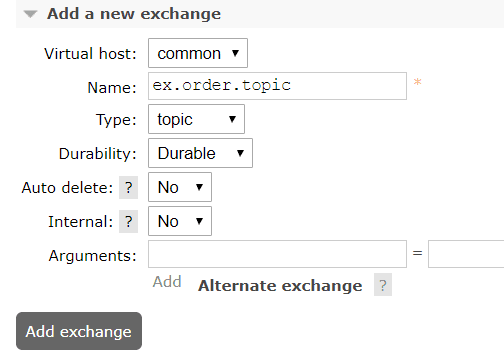 Add a new exchange
Virtual host: common
Name: ex.order.topic *
Type: topic
Durability: Durable
Auto delete: ? No
Internal: ? No
Arguments: =
Add Alternate exchange ?
Add exchange